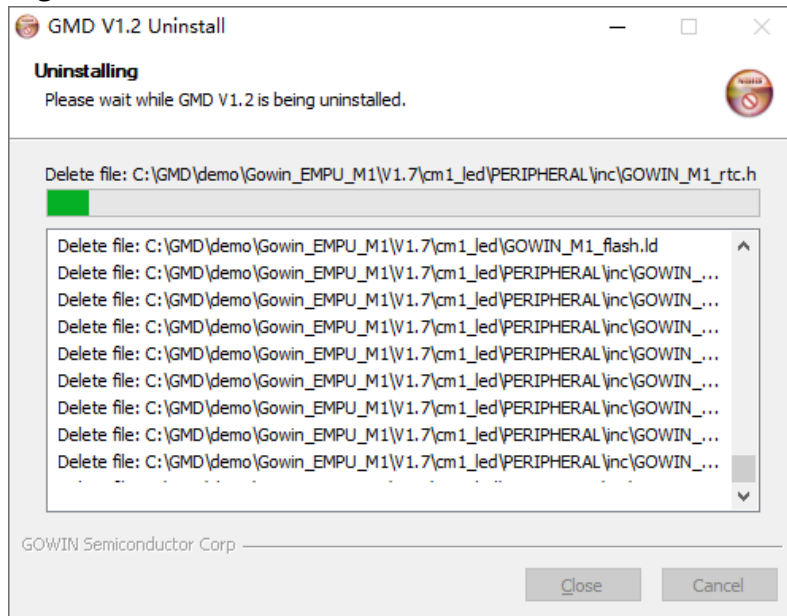 GMD V1.2 Uninstall
Uninstalling
Please wait while GMD V1.2 is being uninstalled.
Delete file: C:\GMD\demo\Gowin_EMPU_M1\V1.7\cm1_led\PERIPHERAL\inc\GOWIN_M1_rtc.h
Delete file: C:\GMD\demo\Gowin_EMPU_M1\V1.7\cm1_led\GOWIN_M1_flash.ld
Delete file: C:\GMD\demo\Gowin_EMPU_M1\V1.7\cm1_led\PERIPHERAL\inc\GOWIN_...
Delete file: C:\GMD\demo\Gowin_EMPU_M1\V1.7\cm1_led\PERIPHERAL\inc\GOWIN_...
Delete file: C:\GMD\demo\Gowin_EMPU_M1\V1.7\cm1_led\PERIPHERAL\inc\GOWIN_...
Delete file: C:\GMD\demo\Gowin_EMPU_M1\V1.7\cm1_led\PERIPHERAL\inc\GOWIN_...
Delete file: C:\GMD\demo\Gowin_EMPU_M1\V1.7\cm1_led\PERIPHERAL\inc\GOWIN_...
Delete file: C:\GMD\demo\Gowin_EMPU_M1\V1.7\cm1_led\PERIPHERAL\inc\GOWIN_...
Delete file: C:\GMD\demo\Gowin_EMPU_M1\V1.7\cm1_led\PERIPHERAL\inc\GOWIN_...
Delete file: C:\GMD\demo\Gowin_EMPU_M1\V1.7\cm1_led\PERIPHERAL\inc\GOWIN_...
GOWIN Semiconductor Corp
Close Cancel